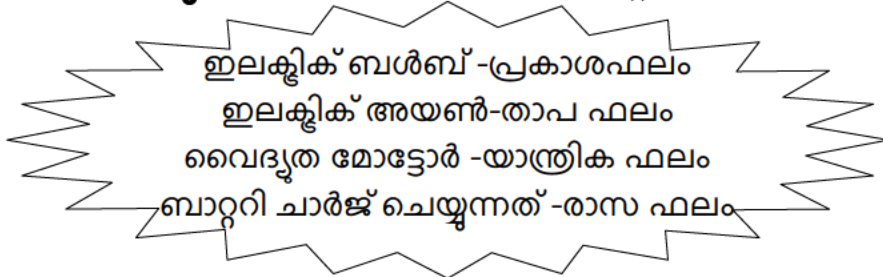 ഇലക്ട്രിക് ബൾബ് -പ്രകാശഫലം
ഇലക്ട്രിക് അയൺ-താപ ഫലം
വൈദ്യുത മോട്ടോർ -യാന്ത്രിക ഫലം
ബാറ്ററി ചാർജ് ചെയ്യുന്നത് -രാസ ഫലം